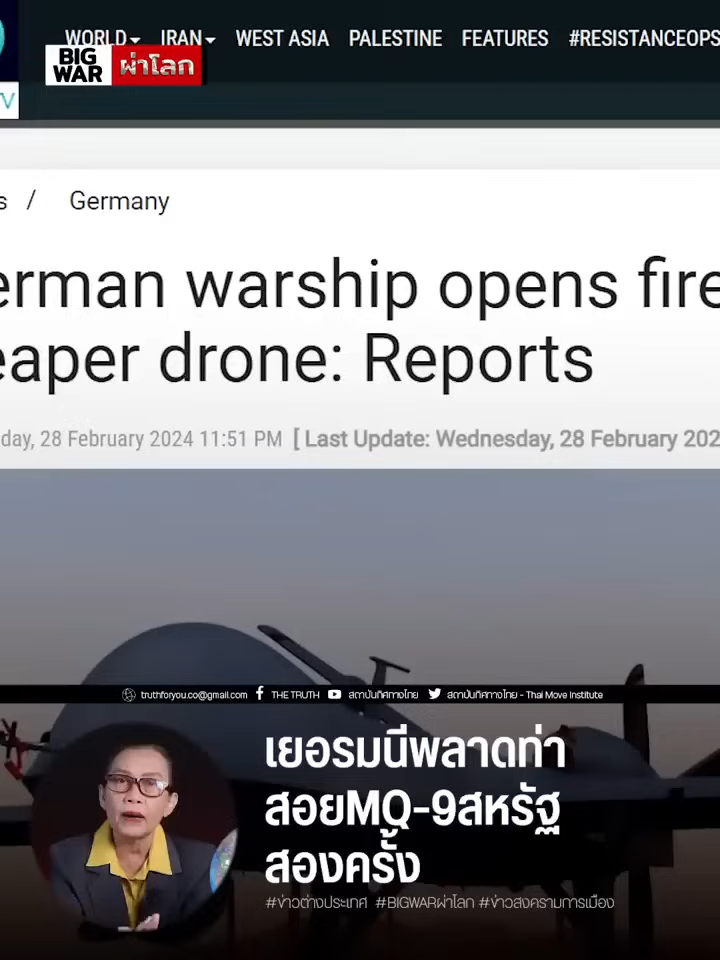 WORLD IRAN WEST ASIA PALESTINE FEATURES #RESISTANCEOPS
BIG
WAR ผ่าโลก
V
s / Germany
erman warship opens fire
eaper drone: Reports
day, 28 February 2024 11:51 PM [ Last Update: Wednesday, 28 February 202
truthforyou.co@gmail.com THE TRUTH สถาบันทิศทางไทย สถาบันทิศทางไทย - Thai Move Institute
เยอรมนีพลาดท่า
สอยMQ-9สหรัฐ
สองครั้ง
#ข่าวต่างประเทศ #BIGWARผ่าโลก #ข่าวสงครามการเมือง